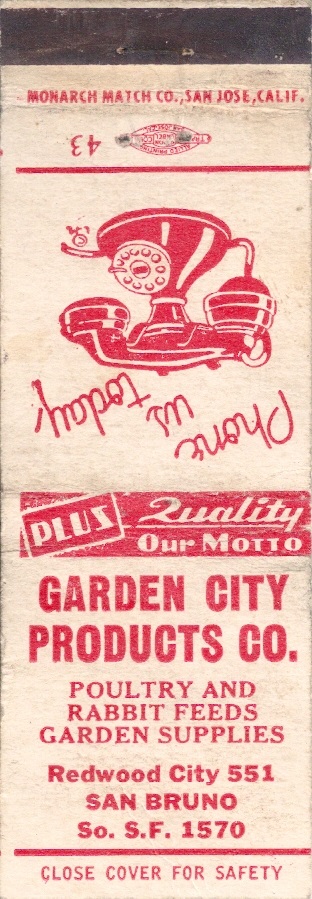 MONARCH MATCH CO., SAN JOSE, CALIF.
43
Phone
us
today,
PLUS Quality
OUR MOTTO
GARDEN CITY
PRODUCTS CO.
POULTRY AND
RABBIT FEEDS
GARDEN SUPPLIES
Redwood City 551
SAN BRUNO
So. S.F. 1570
CLOSE COVER FOR SAFETY